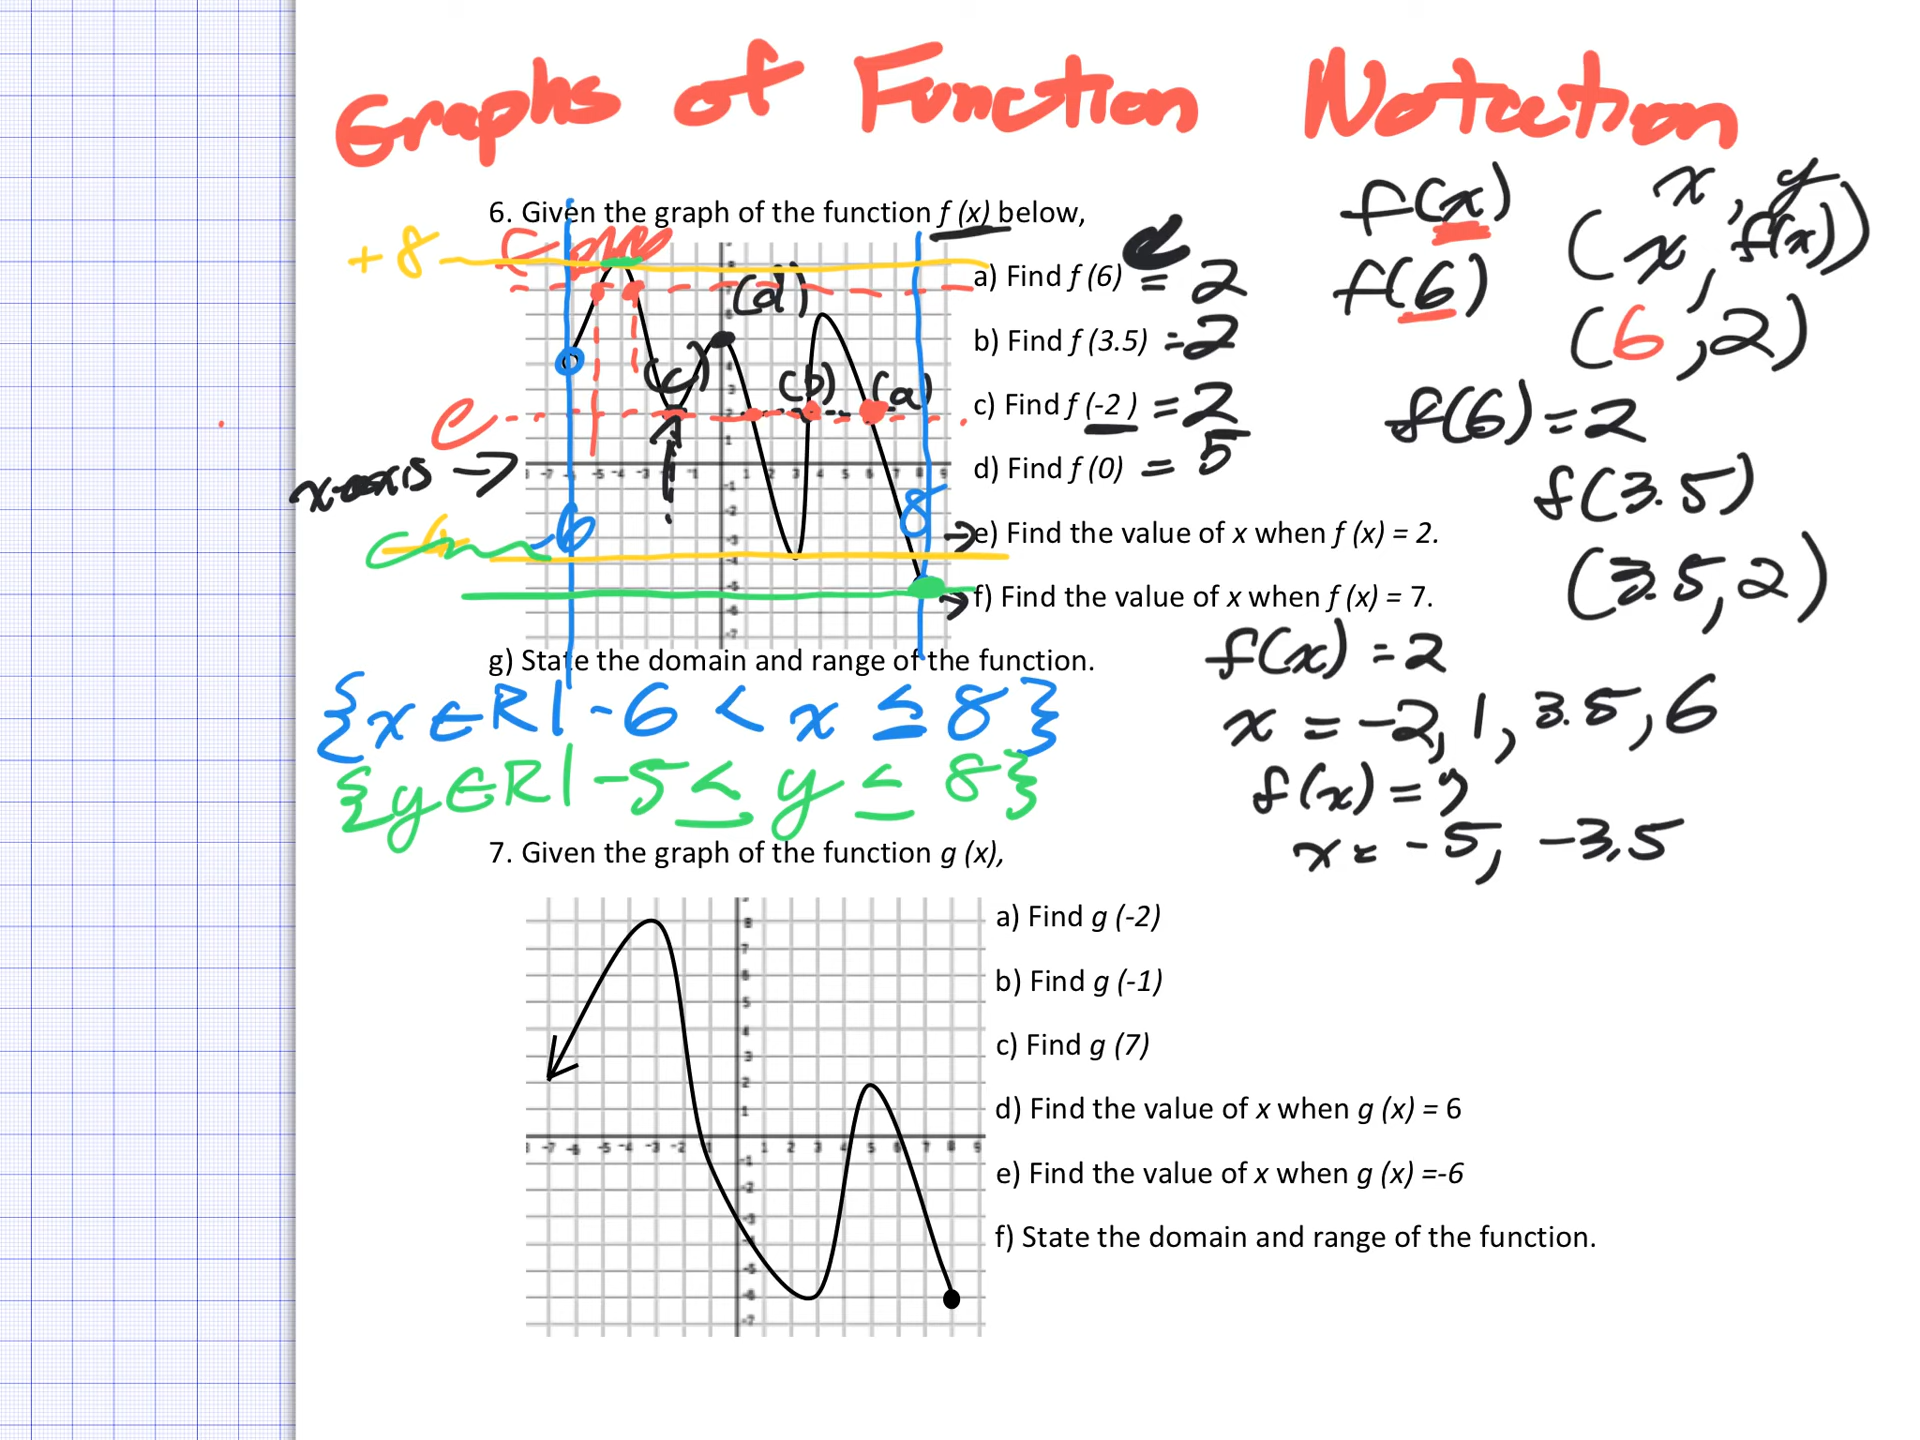 Graphs of Function Notation
6. Given the graph of the function f (x) below,
+8
a) Find f (6) = 2
b) Find f (3.5) = 2
c) Find f (-2 ) = 2
d) Find f (0) = 5
e) Find the value of x when f (x) = 2.
f) Find the value of x when f (x) = 7.
(d)
(c)
(b)
(a)
e
x-axis →
-6
8
g) State the domain and range of the function.
{x ∈ R | -6 < x ≤ 8}
{y ∈ R | -5 ≤ y ≤ 8}
f(x)
x, y
(x, f(x))
f(6)
(6, 2)
f(6) = 2
f(3.5)
(3.5, 2)
f(x) = 2
x = -2, 1, 3.5, 6
f(x) = 7
x = -5, -3.5
7. Given the graph of the function g (x),
a) Find g (-2)
b) Find g (-1)
c) Find g (7)
d) Find the value of x when g (x) = 6
e) Find the value of x when g (x) =-6
f) State the domain and range of the function.